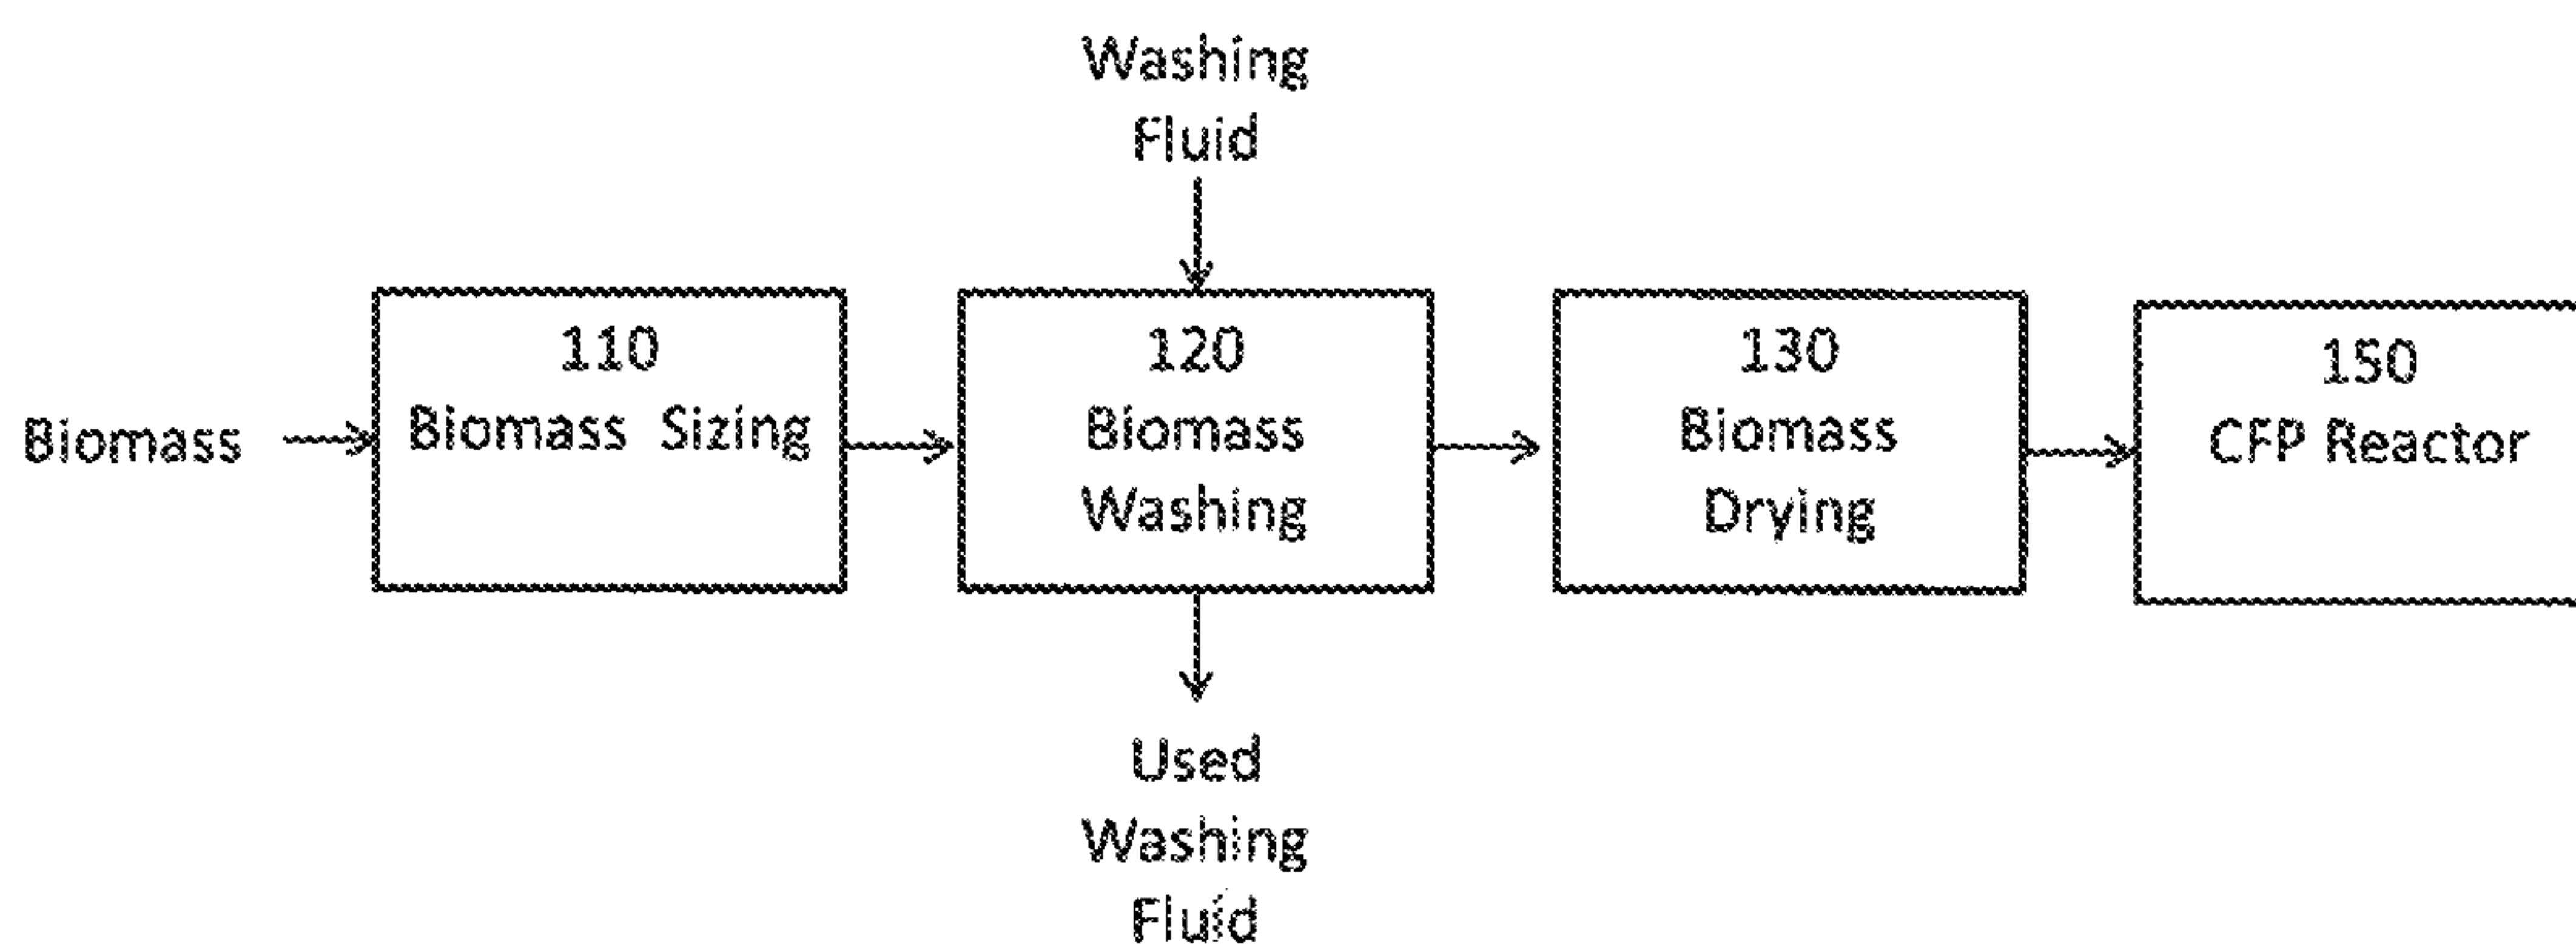 Washing
Fluid
Biomass
110
Biomass Sizing
120
Biomass
Washing
130
Biomass
Drying
150
CFP Reactor
Used
Washing
Fluid